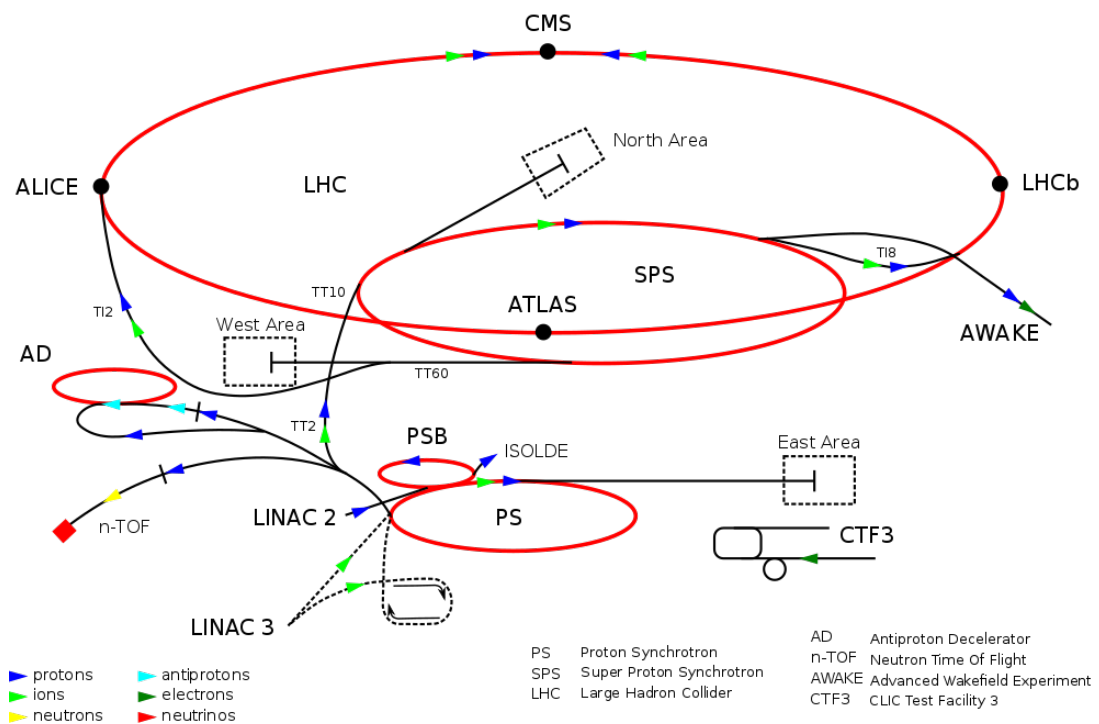 CMS
North Area
ALICE
LHC
LHCb
SPS
TI8
TT10
ATLAS
TI2
West Area
AWAKE
AD
TT60
TT2
PSB
ISOLDE
East Area
n-TOF
LINAC 2
PS
CTF3
LINAC 3
protons
antiprotons
ions
electrons
neutrons
neutrinos
PS Proton Synchrotron
SPS Super Proton Synchrotron
LHC Large Hadron Collider
AD Antiproton Decelerator
n-TOF Neutron Time Of Flight
AWAKE Advanced Wakefield Experiment
CTF3 CLIC Test Facility 3